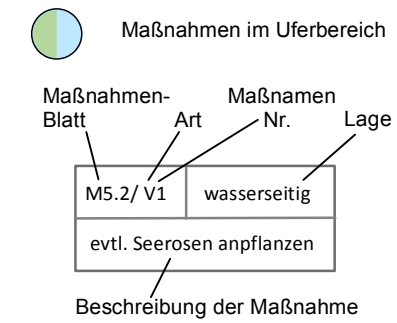 Maßnahmen im Uferbereich
Maßnahmen-
Blatt
Art
Maßnamen
Nr.
Lage
M5.2/ V1
wasserseitig
evtl. Seerosen anpflanzen
Beschreibung der Maßnahme